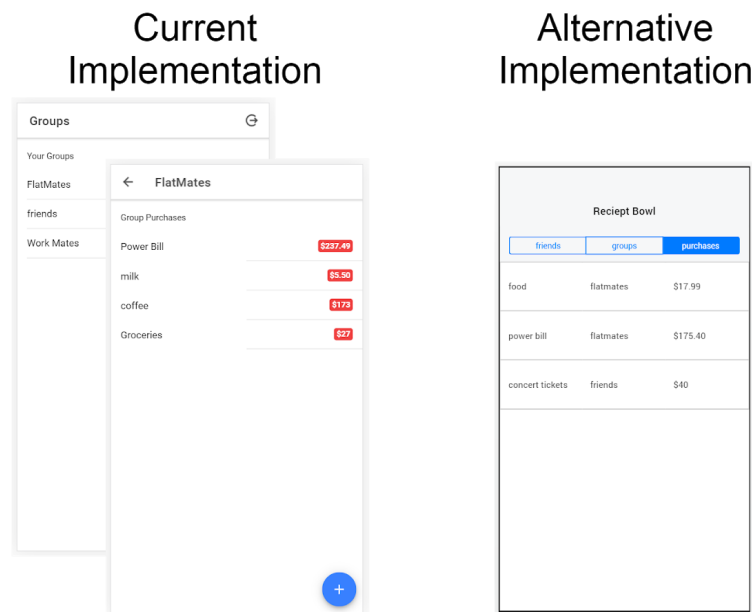 Current
Implementation
Alternative
Implementation
Groups
Your Groups
FlatMates
friends
Work Mates
FlatMates
Group Purchases
Power Bill $237.49
milk $5.50
coffee $173
Groceries $27
+
Reciept Bowl
friends groups purchases
food flatmates $17.99
power bill flatmates $175.40
concert tickets friends $40